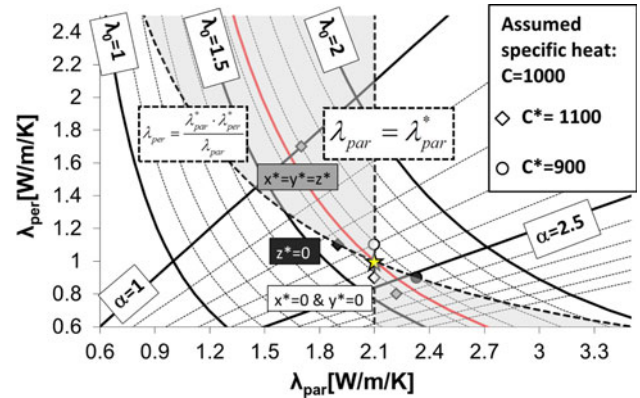 2.4
2.2
2
1.8
1.6
1.4
1.2
1
0.8
0.6
λper[W/m/K]
λ0=1
λ0=1.5
λ0=2
λper = λ*par · λ*per / λpar
λpar = λ*par
x*=y*=z*
z*=0
x*=0 & y*=0
α=1
α=2.5
Assumed
specific heat:
C=1000
C*= 1100
C*=900
0.6 0.9 1.2 1.5 1.8 2.1 2.4 2.7 3 3.3
λpar[W/m/K]